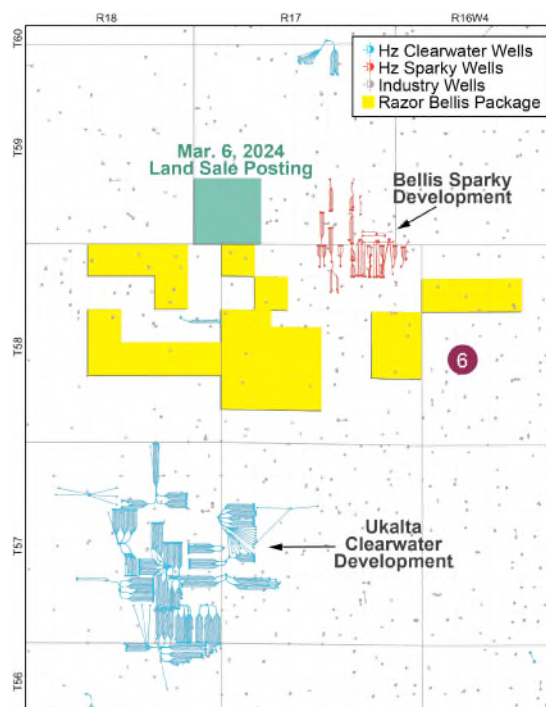 R18
R17
R16W4
T60
T59
T58
T57
T56
Hz Clearwater Wells
Hz Sparky Wells
Industry Wells
Razor Bellis Package
Mar. 6, 2024
Land Sale Posting
Bellis Sparky
Development
6
Ukalta
Clearwater
Development